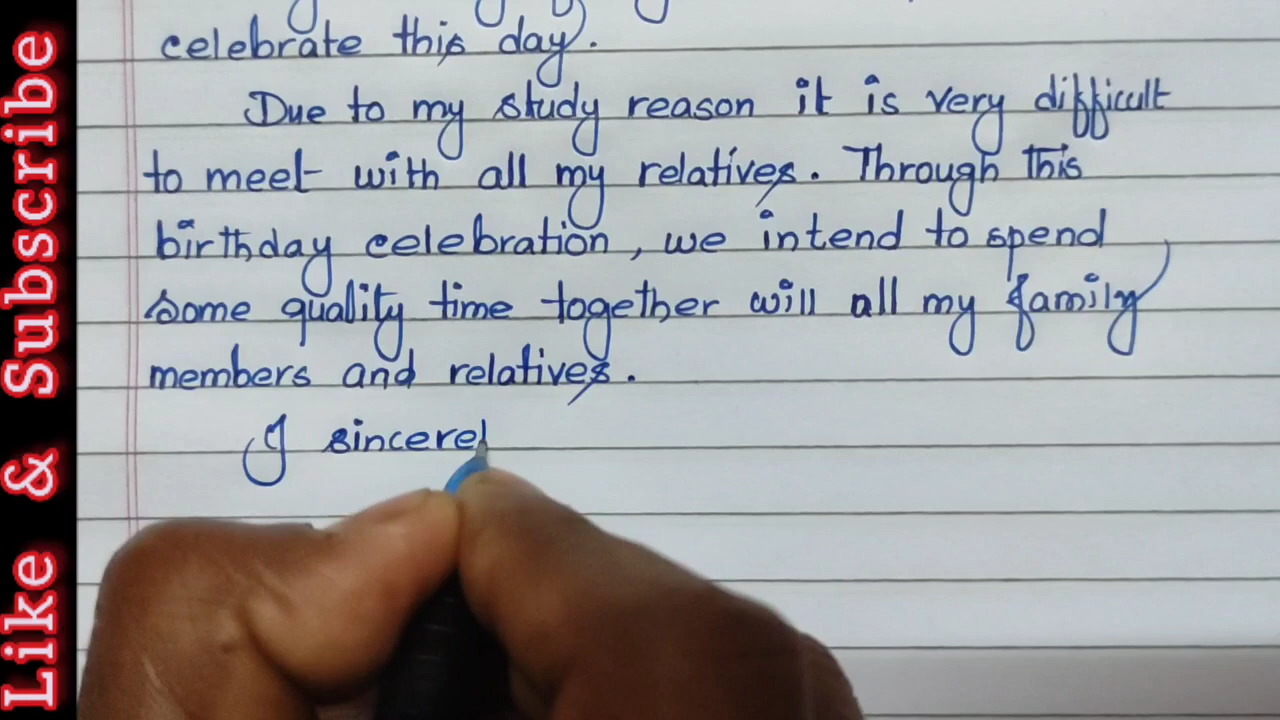 celebrate this day.
Due to my study reason it is very difficult
to meet with all my relatives. Through this
birthday celebration, we intend to spend
some quality time together will all my family
members and relatives.
I sincerel
Like & Subscribe